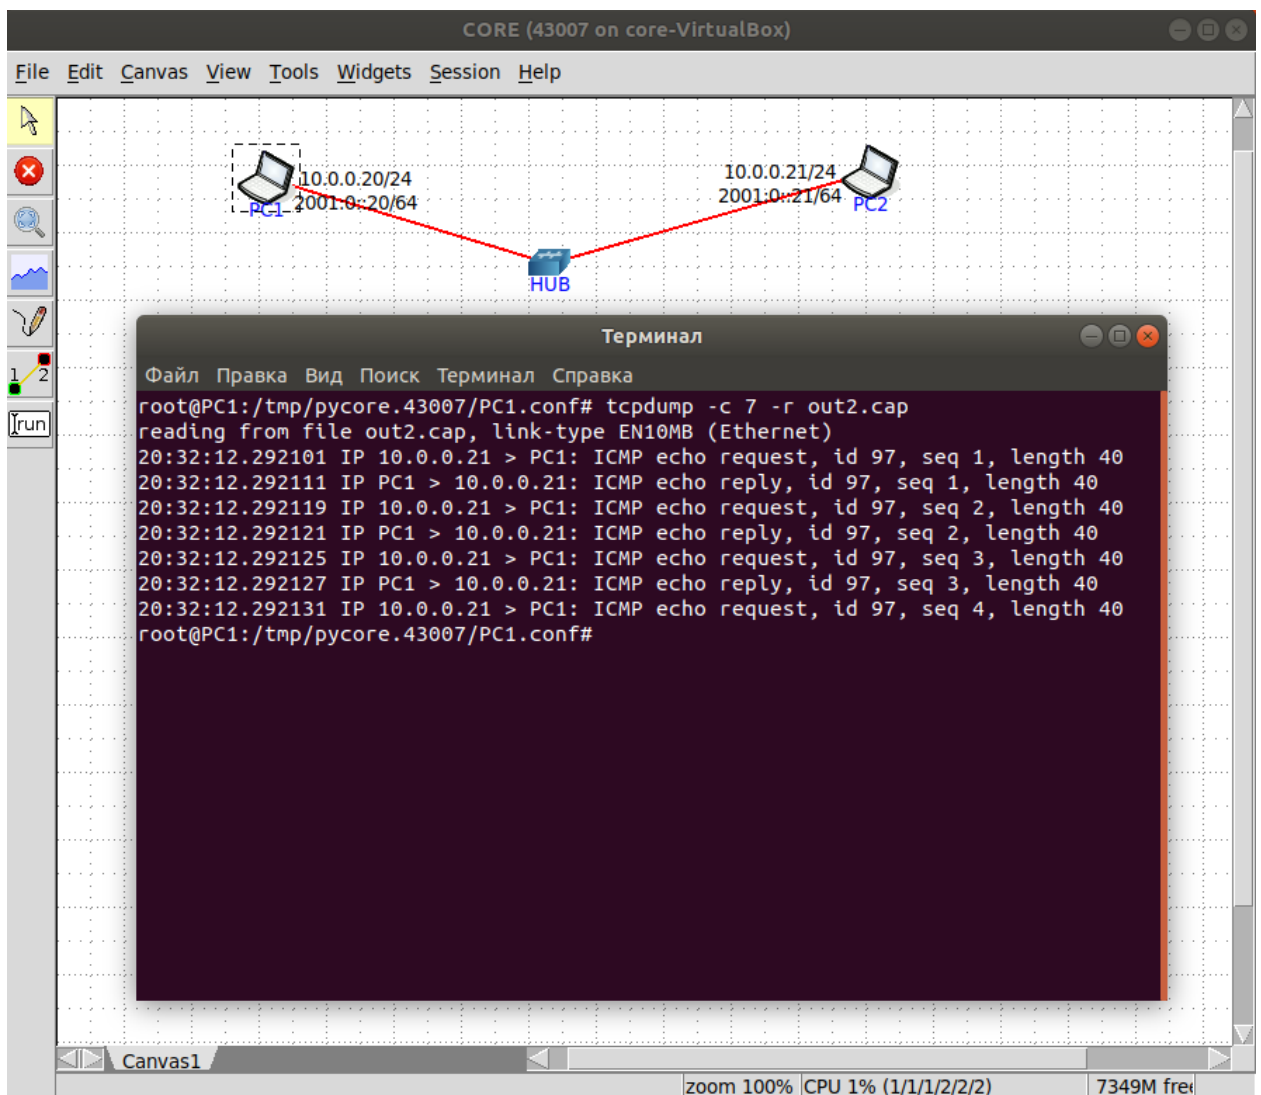 CORE (43007 on core-VirtualBox)
File Edit Canvas View Tools Widgets Session Help
10.0.0.20/24
2001:0::20/64
PC1
10.0.0.21/24
2001:0::21/64
PC2
HUB
1 2
run
Терминал
Файл Правка Вид Поиск Терминал Справка
root@PC1:/tmp/pycore.43007/PC1.conf# tcpdump -c 7 -r out2.cap
reading from file out2.cap, link-type EN10MB (Ethernet)
20:32:12.292101 IP 10.0.0.21 > PC1: ICMP echo request, id 97, seq 1, length 40
20:32:12.292111 IP PC1 > 10.0.0.21: ICMP echo reply, id 97, seq 1, length 40
20:32:12.292119 IP 10.0.0.21 > PC1: ICMP echo request, id 97, seq 2, length 40
20:32:12.292121 IP PC1 > 10.0.0.21: ICMP echo reply, id 97, seq 2, length 40
20:32:12.292125 IP 10.0.0.21 > PC1: ICMP echo request, id 97, seq 3, length 40
20:32:12.292127 IP PC1 > 10.0.0.21: ICMP echo reply, id 97, seq 3, length 40
20:32:12.292131 IP 10.0.0.21 > PC1: ICMP echo request, id 97, seq 4, length 40
root@PC1:/tmp/pycore.43007/PC1.conf#
Canvas1
zoom 100% CPU 1% (1/1/1/2/2/2) 7349M free